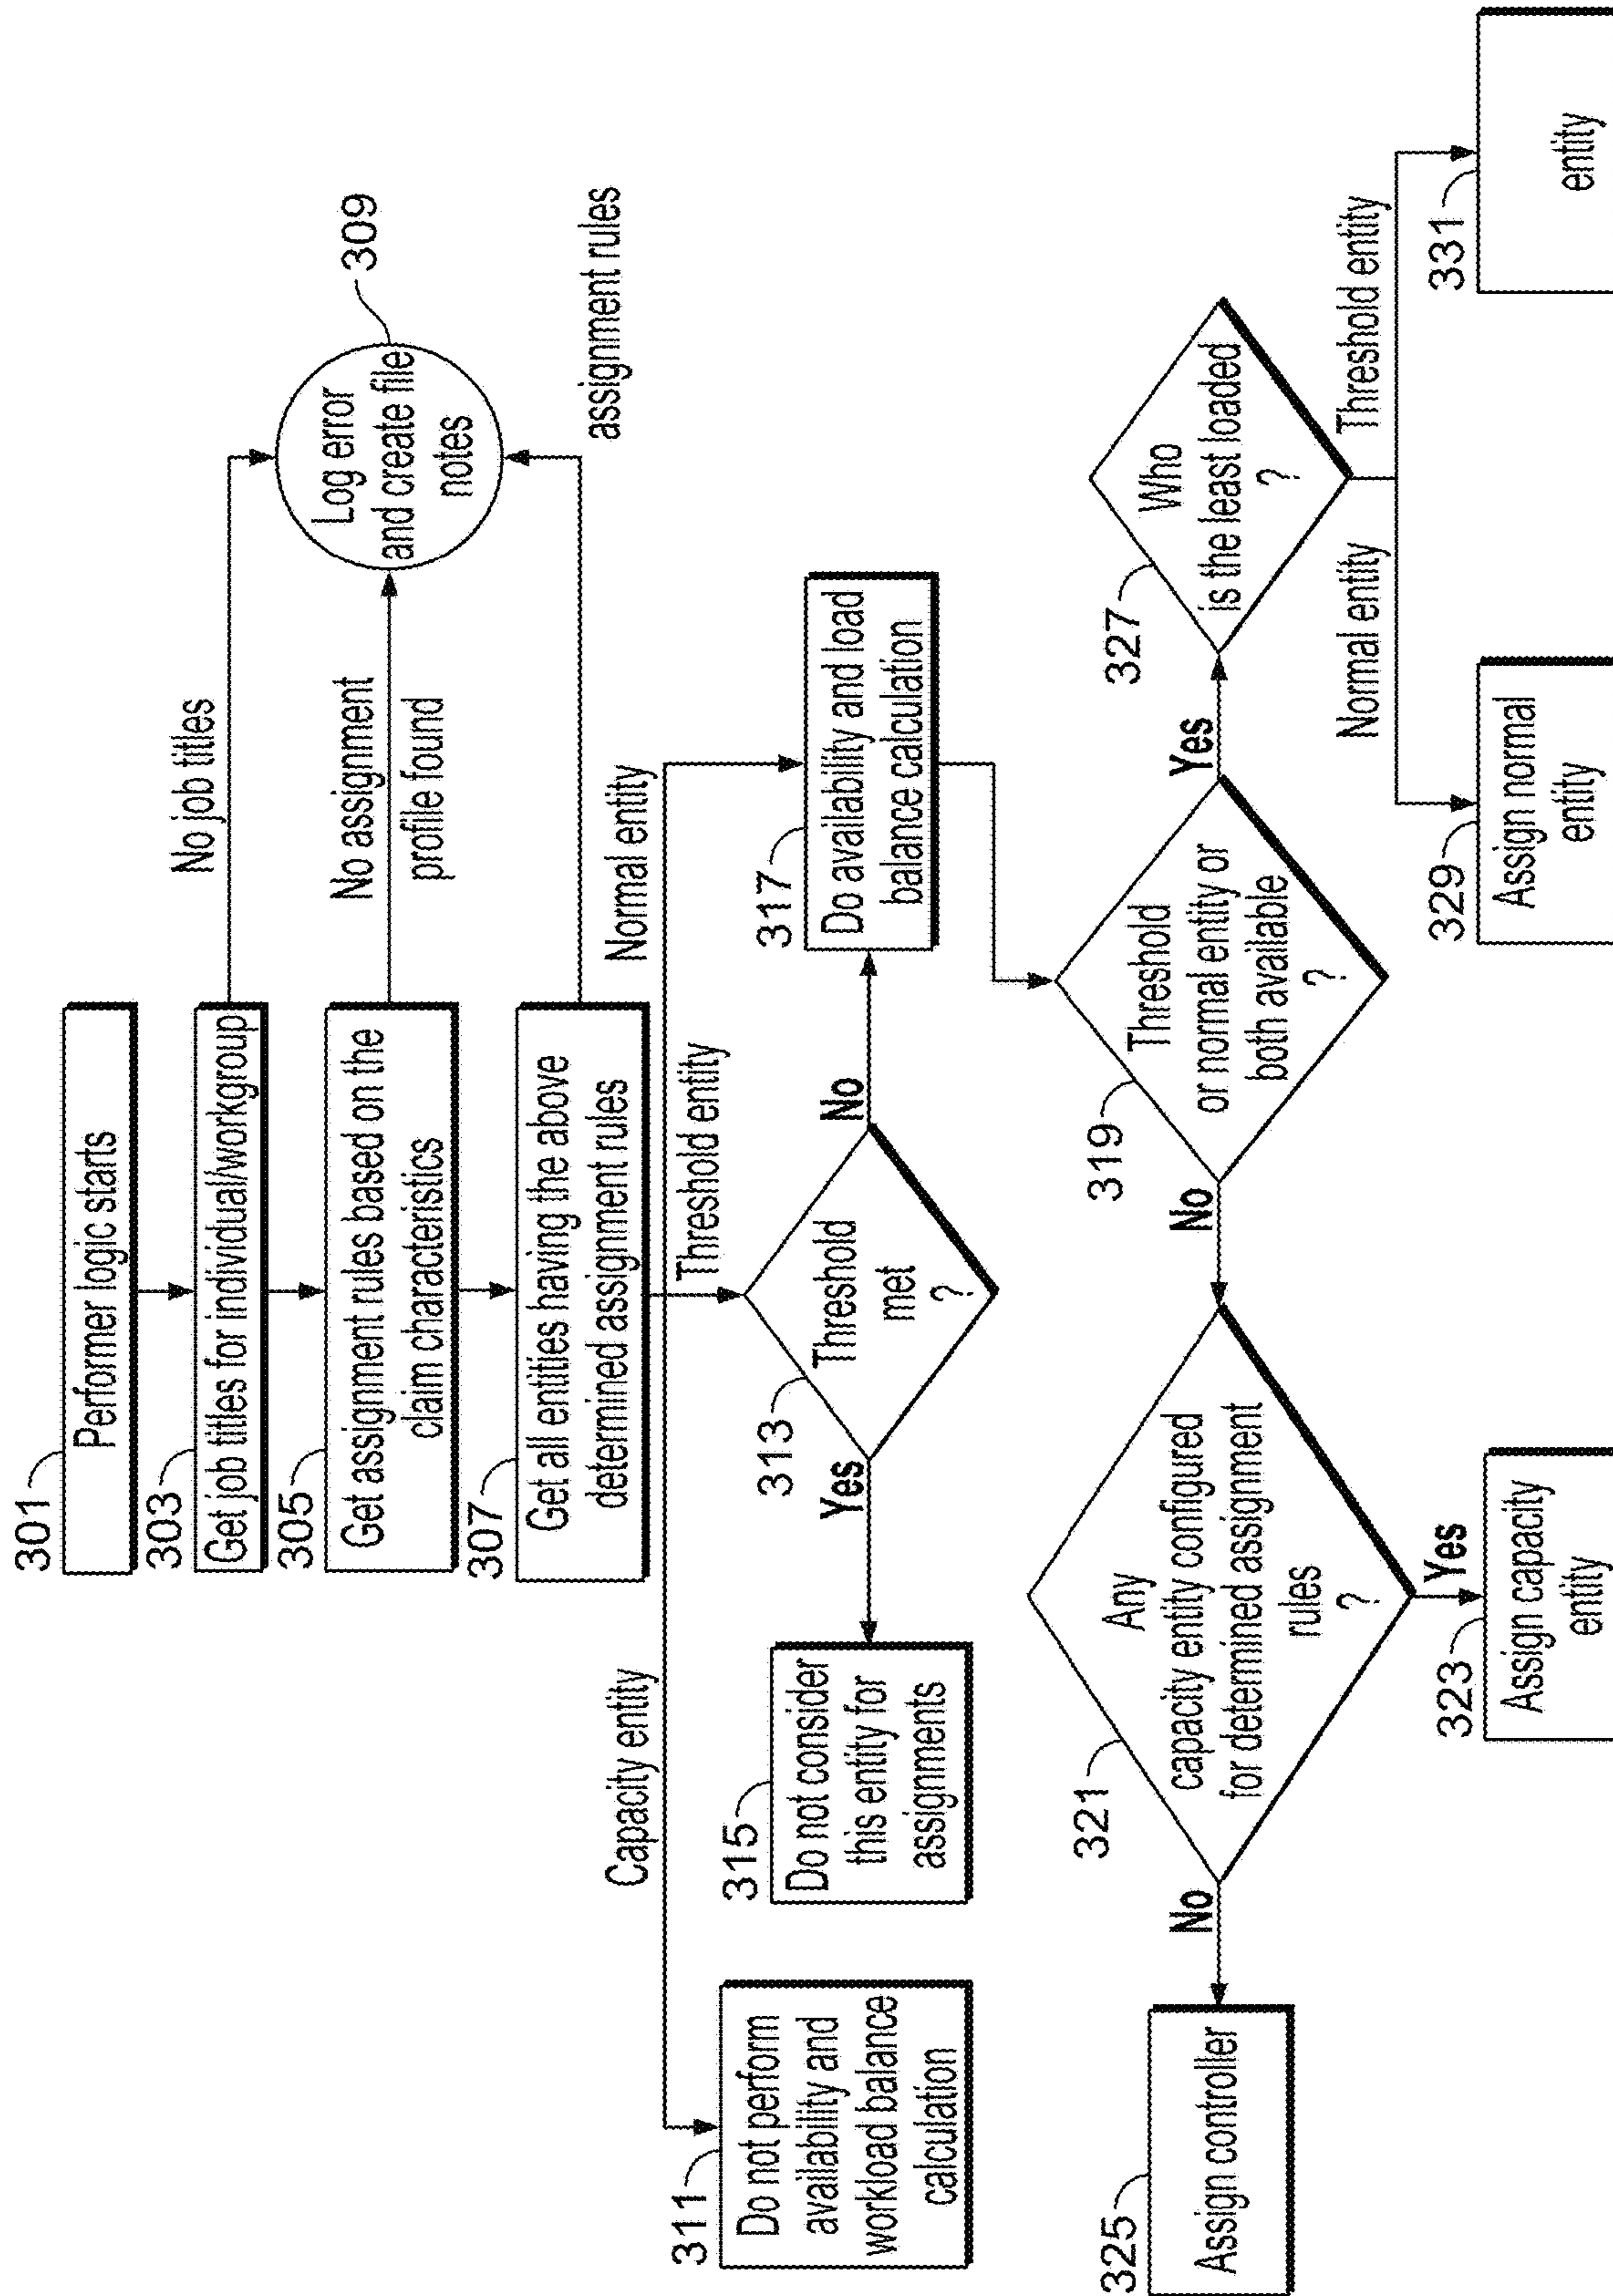 301
Performer logic starts
303
Get job titles for individual/workgroup
No job titles
305
Get assignment rules based on the
claim characteristics
No assignment
profile found
Log error
and create file
notes
309
307
Get all entities having the above
determined assignment rules
assignment rules
Capacity entity
Threshold entity
Normal entity
311
Do not perform
availability and
workload balance
calculation
315
Do not consider
this entity for
assignments
Yes
313
Threshold
met
?
No
317
Do availability and load
balance calculation
319
Threshold
or normal entity or
both available
?
No
Yes
321
Any
capacity entity configured
for determined assignment
rules
?
No
Yes
325
Assign controller
323
Assign capacity
entity
327
Who
is the least loaded
?
Normal entity
Threshold entity
329
Assign normal
entity
331
entity